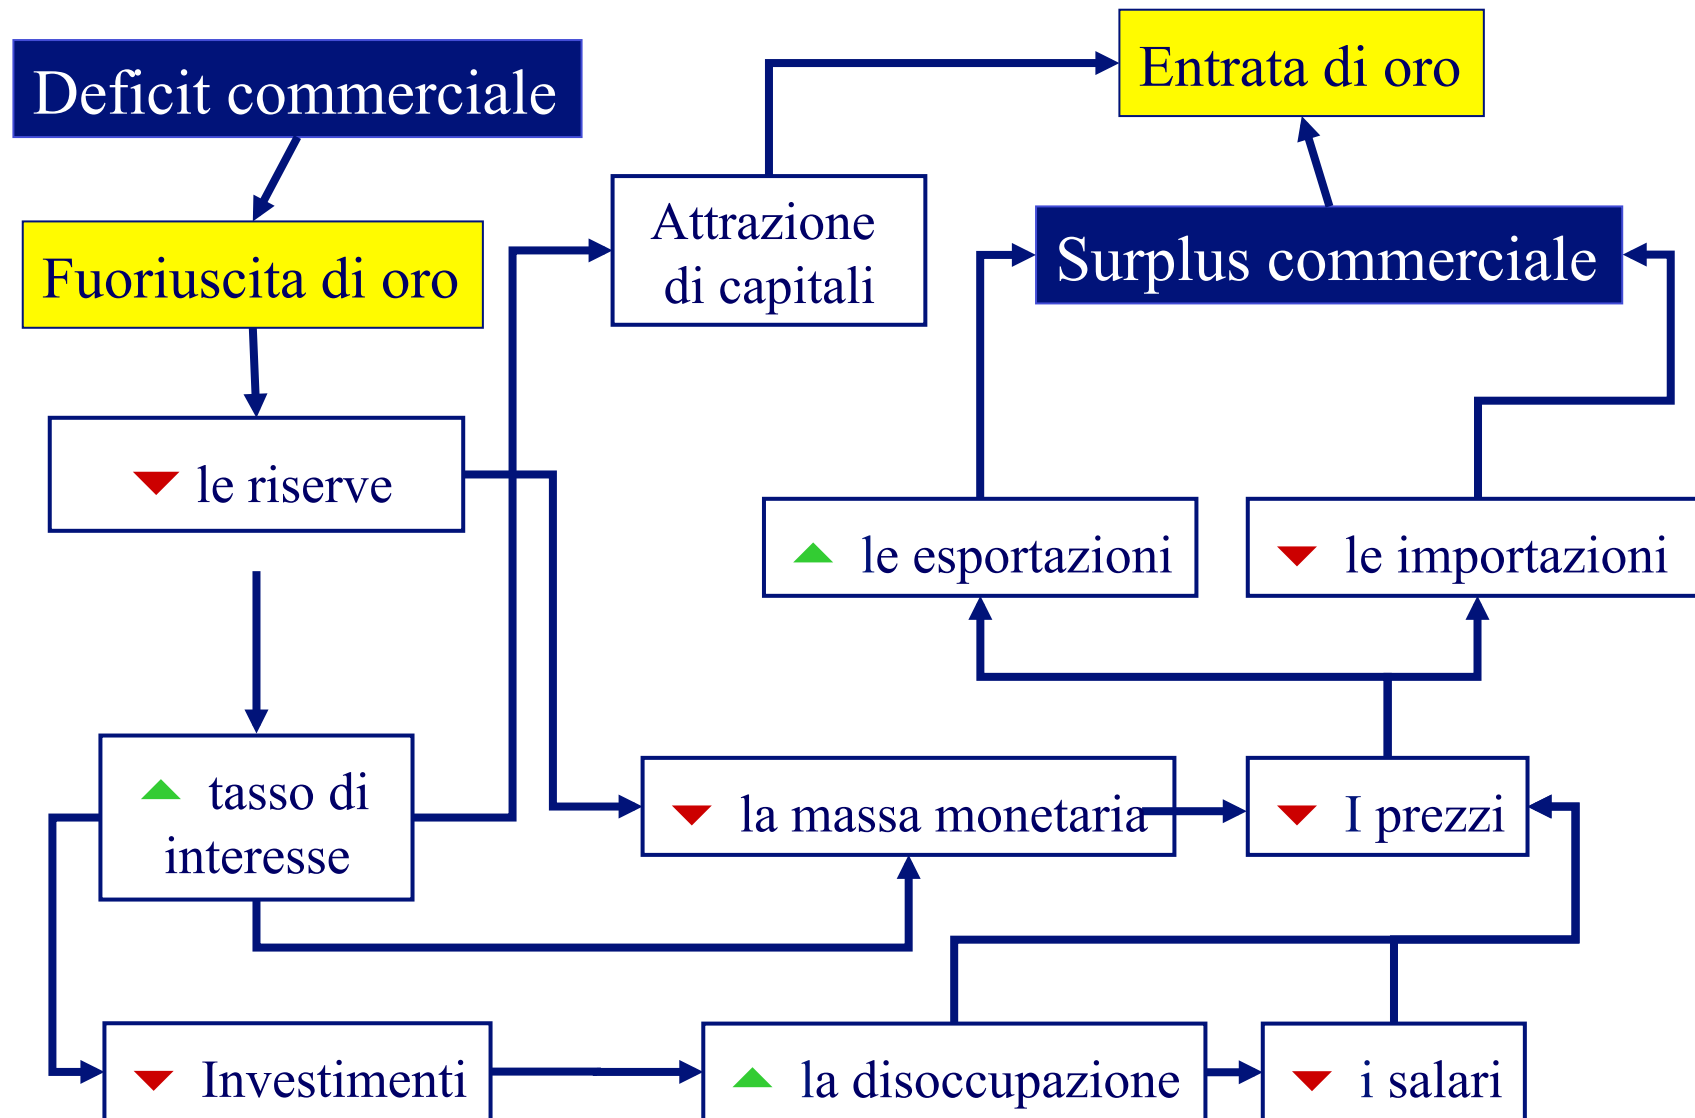 Deficit commerciale
Entrata di oro
Attrazione
di capitali
Surplus commerciale
Fuoriuscita di oro
le riserve
le esportazioni
le importazioni
tasso di
interesse
la massa monetaria
I prezzi
Investimenti
la disoccupazione
i salari